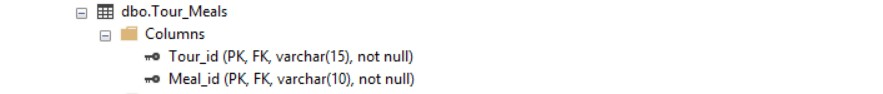 dbo.Tour_Meals
Columns
Tour_id (PK, FK, varchar(15), not null)
Meal_id (PK, FK, varchar(10), not null)